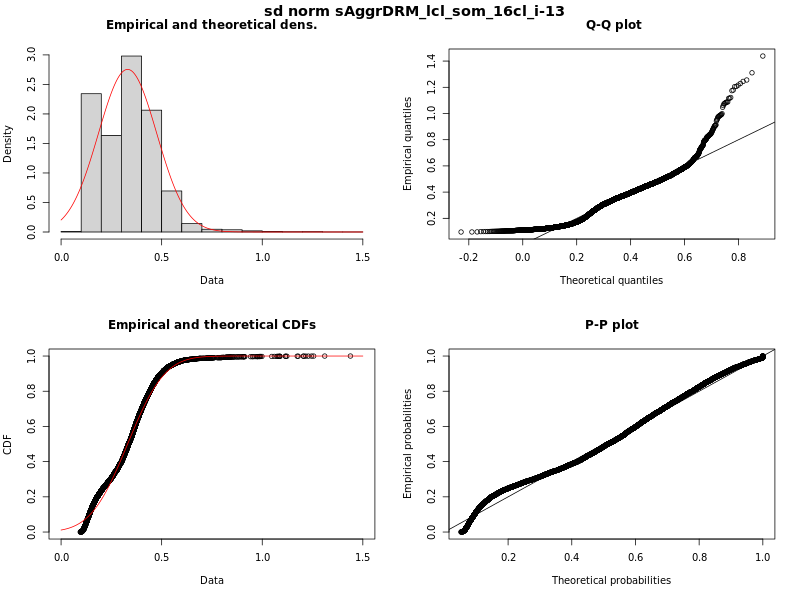 sd norm sAggrDRM_lcl_som_16cl_i-13
Empirical and theoretical dens.
Density
0.0 0.5 1.0 1.5 2.0 2.5 3.0
0.0 0.5 1.0 1.5
Data
Q-Q plot
Empirical quantiles
0.2 0.4 0.6 0.8 1.0 1.2 1.4
-0.2 0.0 0.2 0.4 0.6 0.8
Theoretical quantiles
Empirical and theoretical CDFs
CDF
0.0 0.2 0.4 0.6 0.8 1.0
0.0 0.5 1.0 1.5
Data
P-P plot
Empirical probabilities
0.0 0.2 0.4 0.6 0.8 1.0
0.2 0.4 0.6 0.8 1.0
Theoretical probabilities